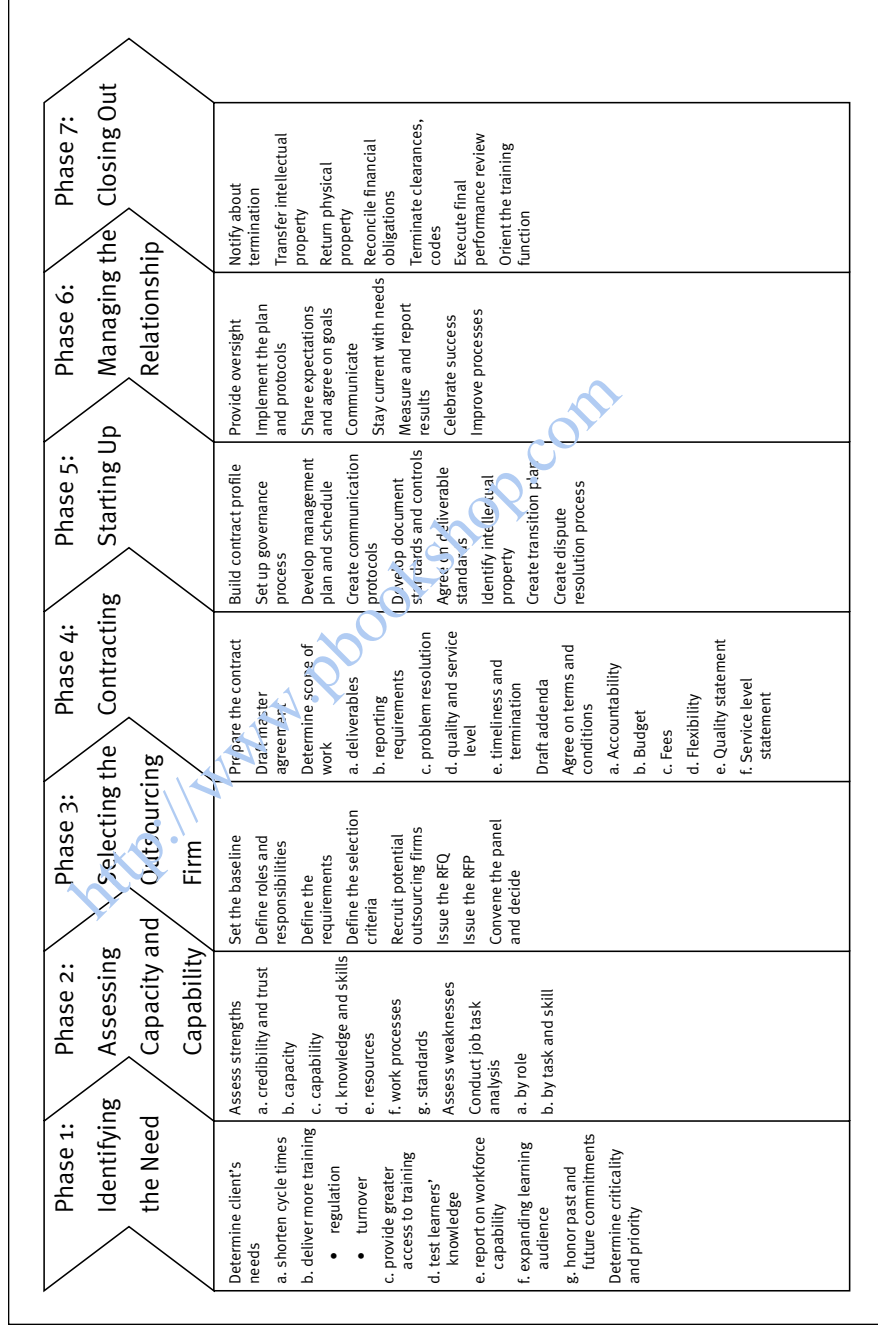 Phase 1:
Identifying
the Need
Determine client's
needs
a. shorten cycle times
b. deliver more training
• regulation
• turnover
c. provide greater
access to training
d. test learners'
knowledge
e. report on workforce
capability
f. expanding learning
audience
g. honor past and
future commitments
Determine criticality
and priority
Phase 2:
Assessing
Capacity and
Capability
Assess strengths
a. credibility and trust
b. capacity
c. capability
d. knowledge and skills
e. resources
f. work processes
g. standards
Assess weaknesses
Conduct job task
analysis
a. by role
b. by task and skill
Phase 3:
Selecting the
Outsourcing
Firm
Set the baseline
Define roles and
responsibilities
Define the
requirements
Define the selection
criteria
Recruit potential
outsourcing firms
Issue the RFQ
Issue the RFP
Convene the panel
and decide
Phase 4:
Contracting
Prepare the contract
Draft master
agreement
Determine scope of
work
a. deliverables
b. reporting
requirements
c. problem resolution
d. quality and service
level
e. timeliness and
termination
Draft addenda
Agree on terms and
conditions
a. Accountability
b. Budget
c. Fees
d. Flexibility
e. Quality statement
f. Service level
statement
Phase 5:
Starting Up
Build contract profile
Set up governance
process
Develop management
plan and schedule
Create communication
protocols
Develop document
standards and controls
Agree on deliverable
standards
Identify intellectual
property
Create transition plan
Create dispute
resolution process
Phase 6:
Managing the
Relationship
Provide oversight
Implement the plan
and protocols
Share expectations
and agree on goals
Communicate
Stay current with needs
Measure and report
results
Celebrate success
Improve processes
Phase 7:
Closing Out
Notify about
termination
Transfer intellectual
property
Return physical
property
Reconcile financial
obligations
Terminate clearances,
codes
Execute final
performance review
Orient the training
function
http://www.pbookshop.com